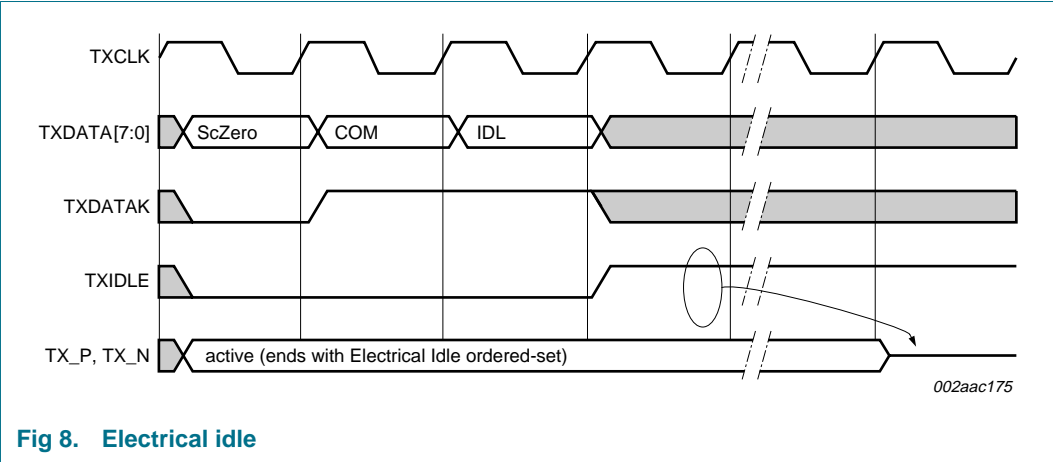 TXCLK
TXDATA[7:0] ScZero COM IDL
TXDATAK
TXIDLE
TX_P, TX_N active (ends with Electrical Idle ordered-set)
002aac175
Fig 8. Electrical idle